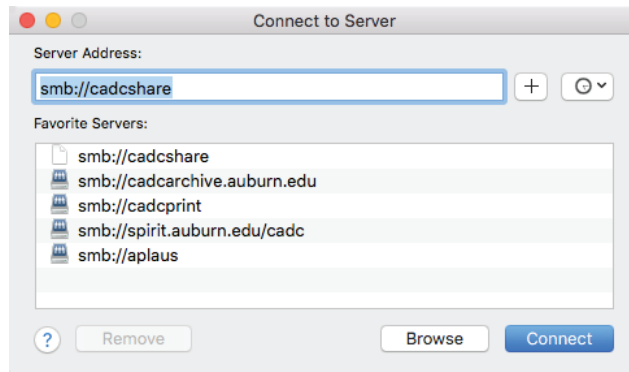 Connect to Server
Server Address:
smb://cadcshare
Favorite Servers:
smb://cadcshare
smb://cadcarchive.auburn.edu
smb://cadcprint
smb://spirit.auburn.edu/cadc
smb://aplaus
? Remove Browse Connect